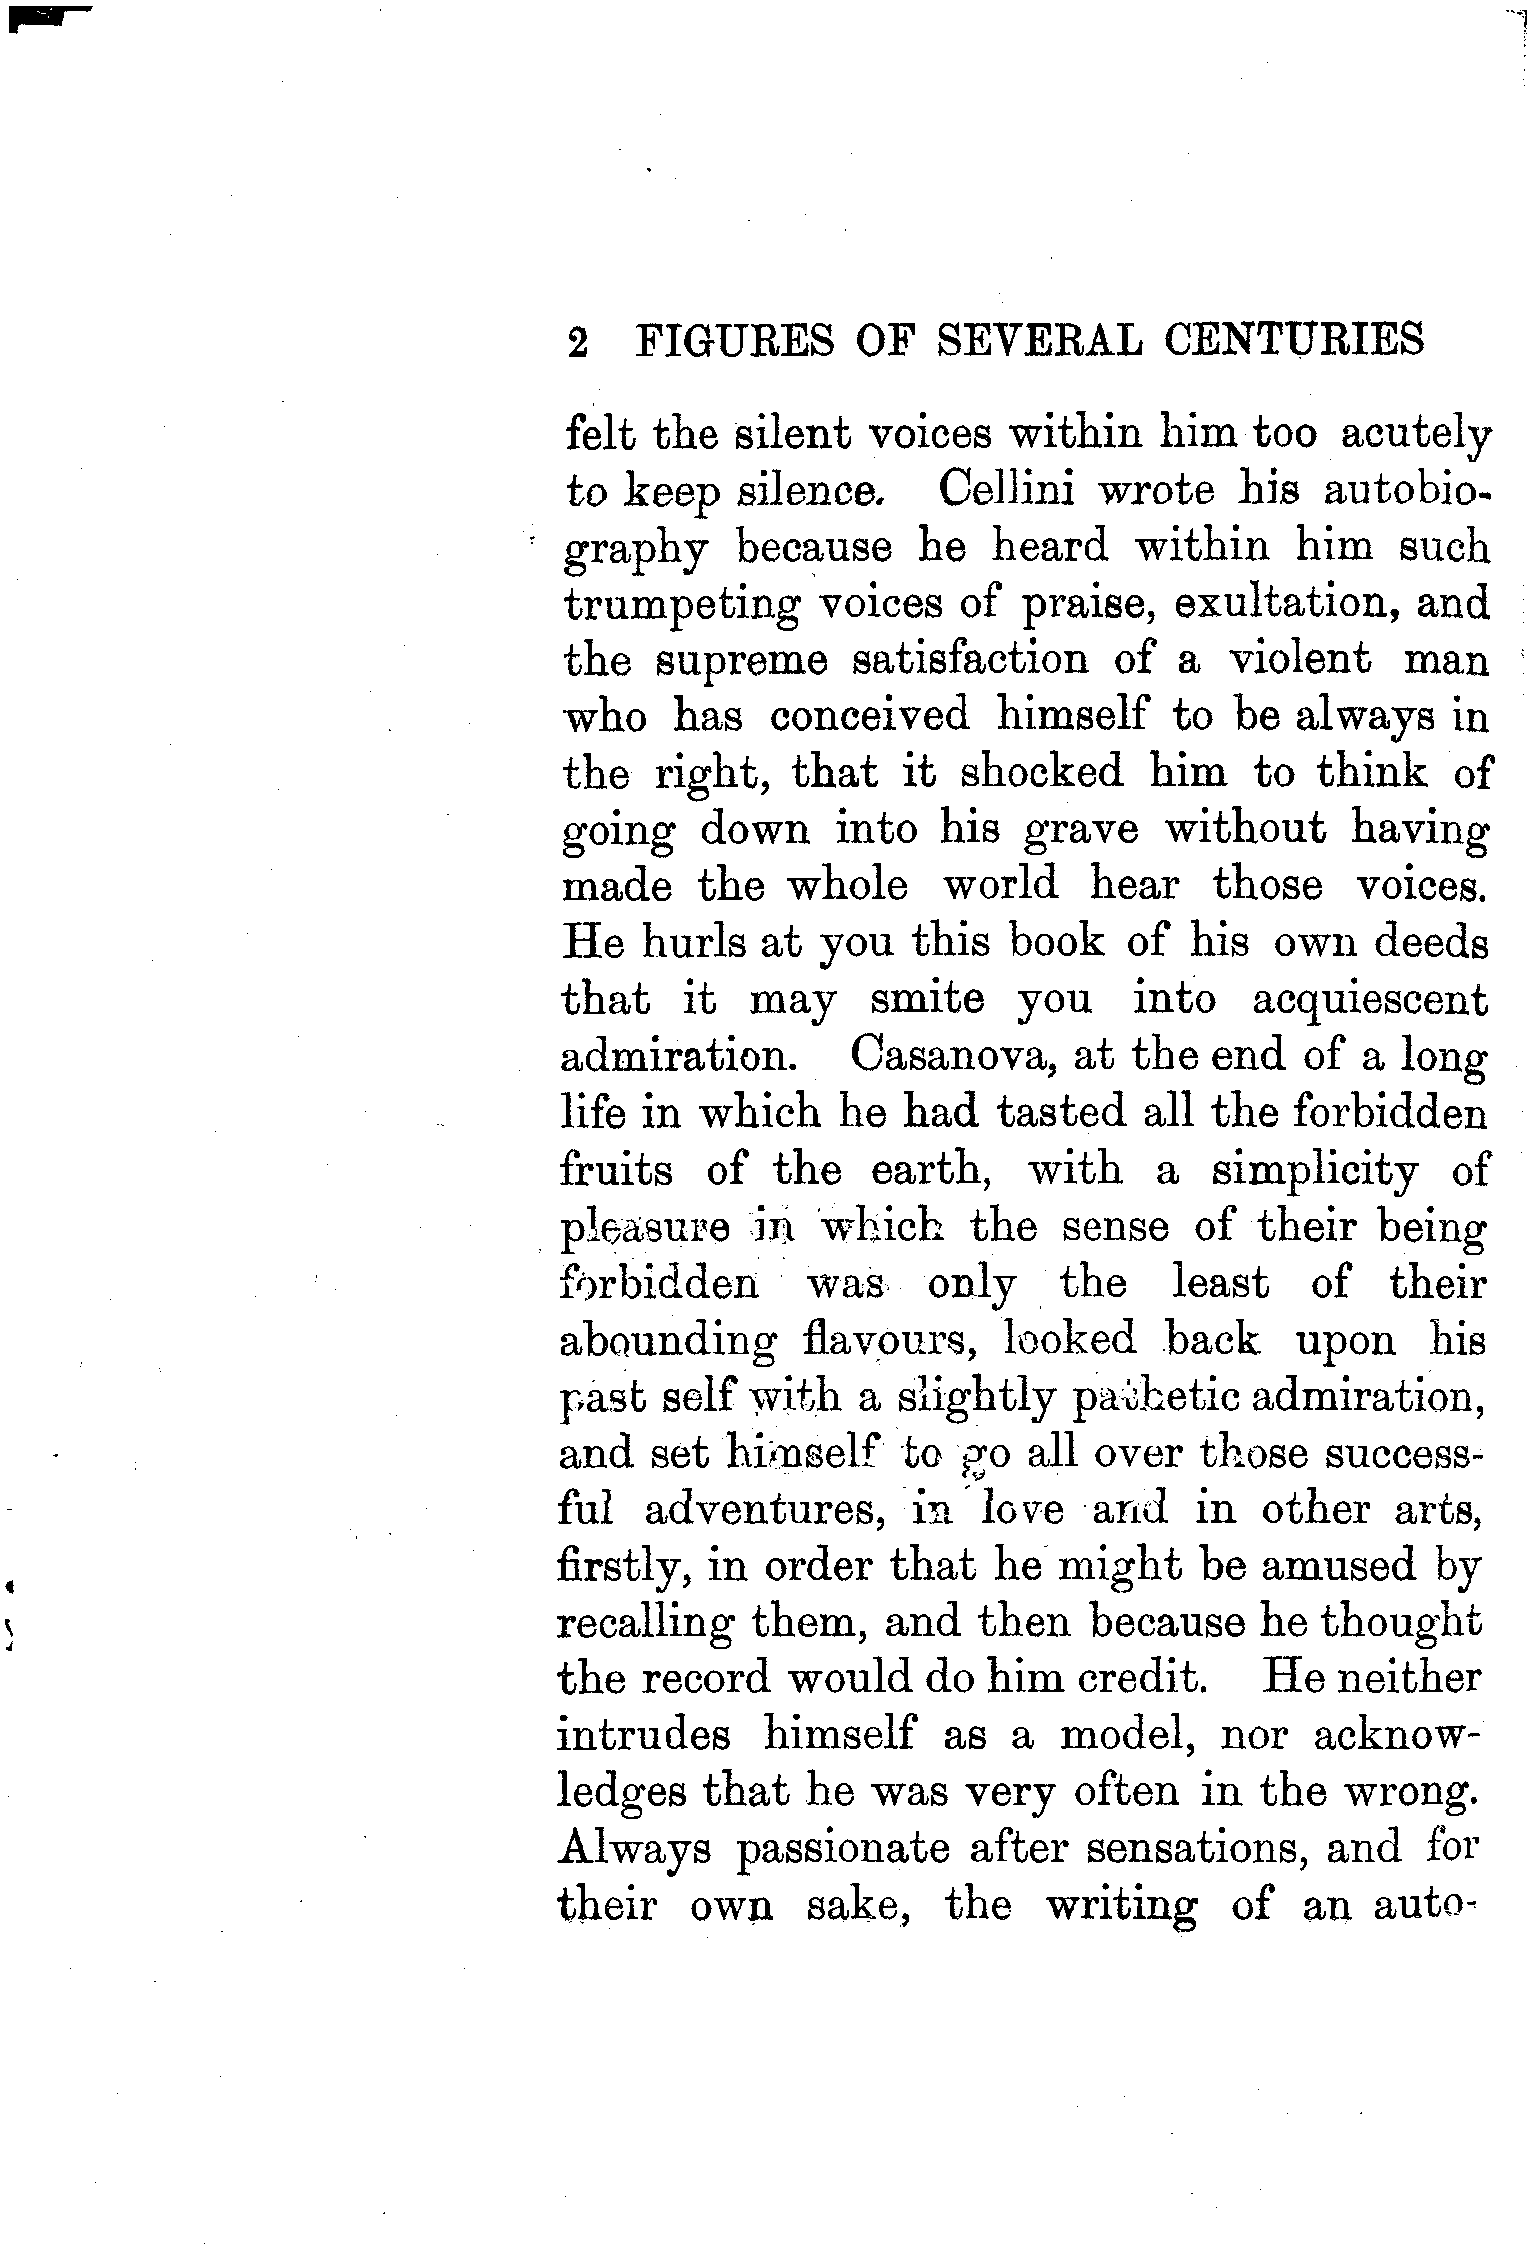 2 FIGURES OF SEVERAL CENTURIES
felt the silent voices within him too acutely
to keep silence. Cellini wrote his autobio-
graphy because he heard within him such
trumpeting voices of praise, exultation, and
the supreme satisfaction of a violent man
who has conceived himself to be always in
the right, that it shocked him to think of
going down into his grave without having
made the whole world hear those voices.
He hurls at you this book of his own deeds
that it may smite you into acquiescent
admiration. Casanova, at the end of a long
life in which he had tasted all the forbidden
fruits of the earth, with a simplicity of
pleasure in which the sense of their being
forbidden was only the least of their
abounding flavours, looked back upon his
past self with a slightly pathetic admiration,
and set himself to go all over those success-
ful adventures, in love and in other arts,
firstly, in order that he might be amused by
recalling them, and then because he thought
the record would do him credit. He neither
intrudes himself as a model, nor acknow-
ledges that he was very often in the wrong.
Always passionate after sensations, and for
their own sake, the writing of an auto-